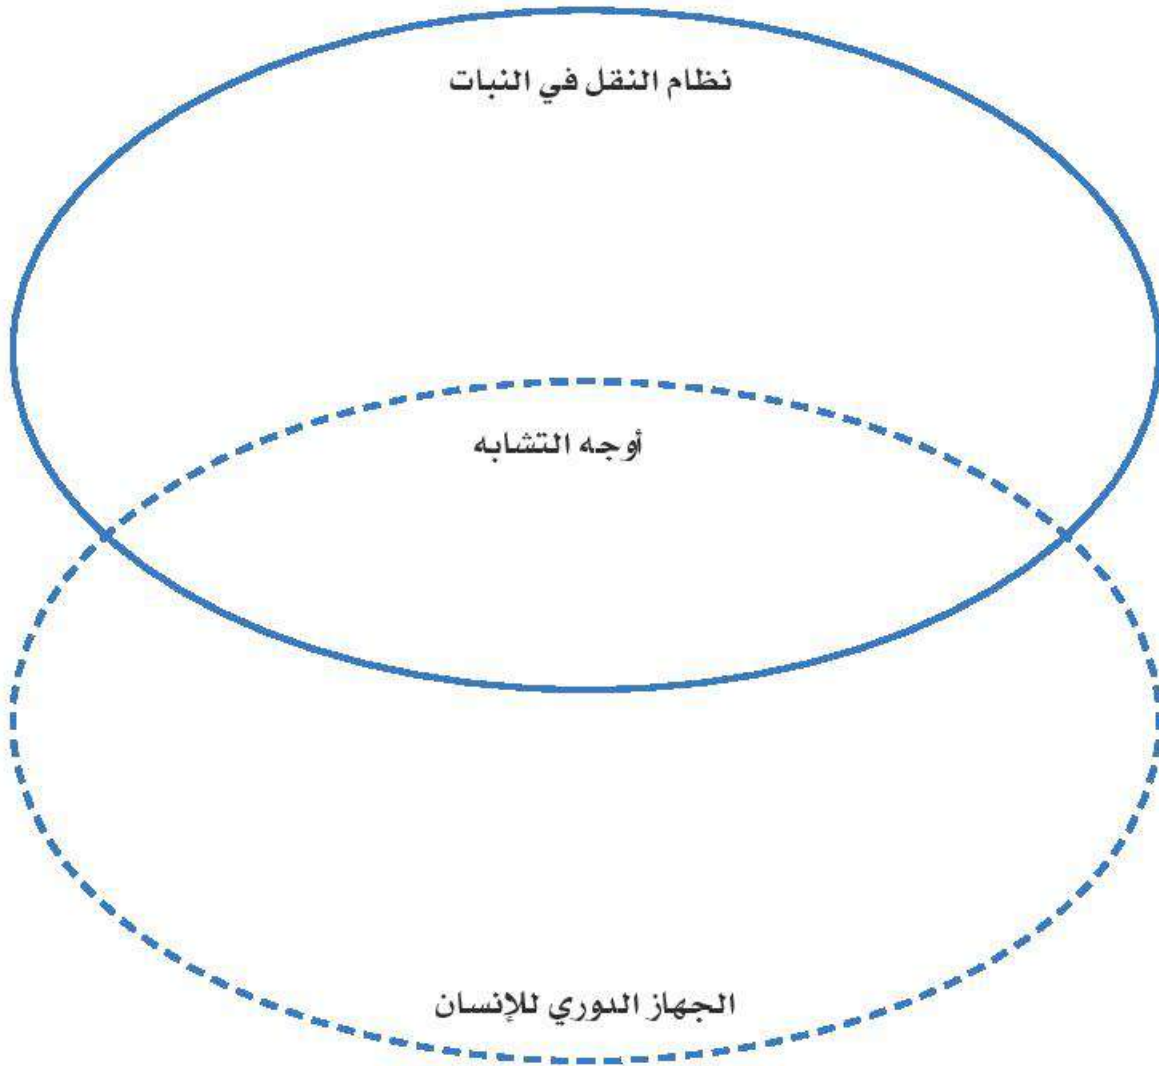 نظام النقل في النبات
أوجه التشابه
الجهاز الدوري للإنسان